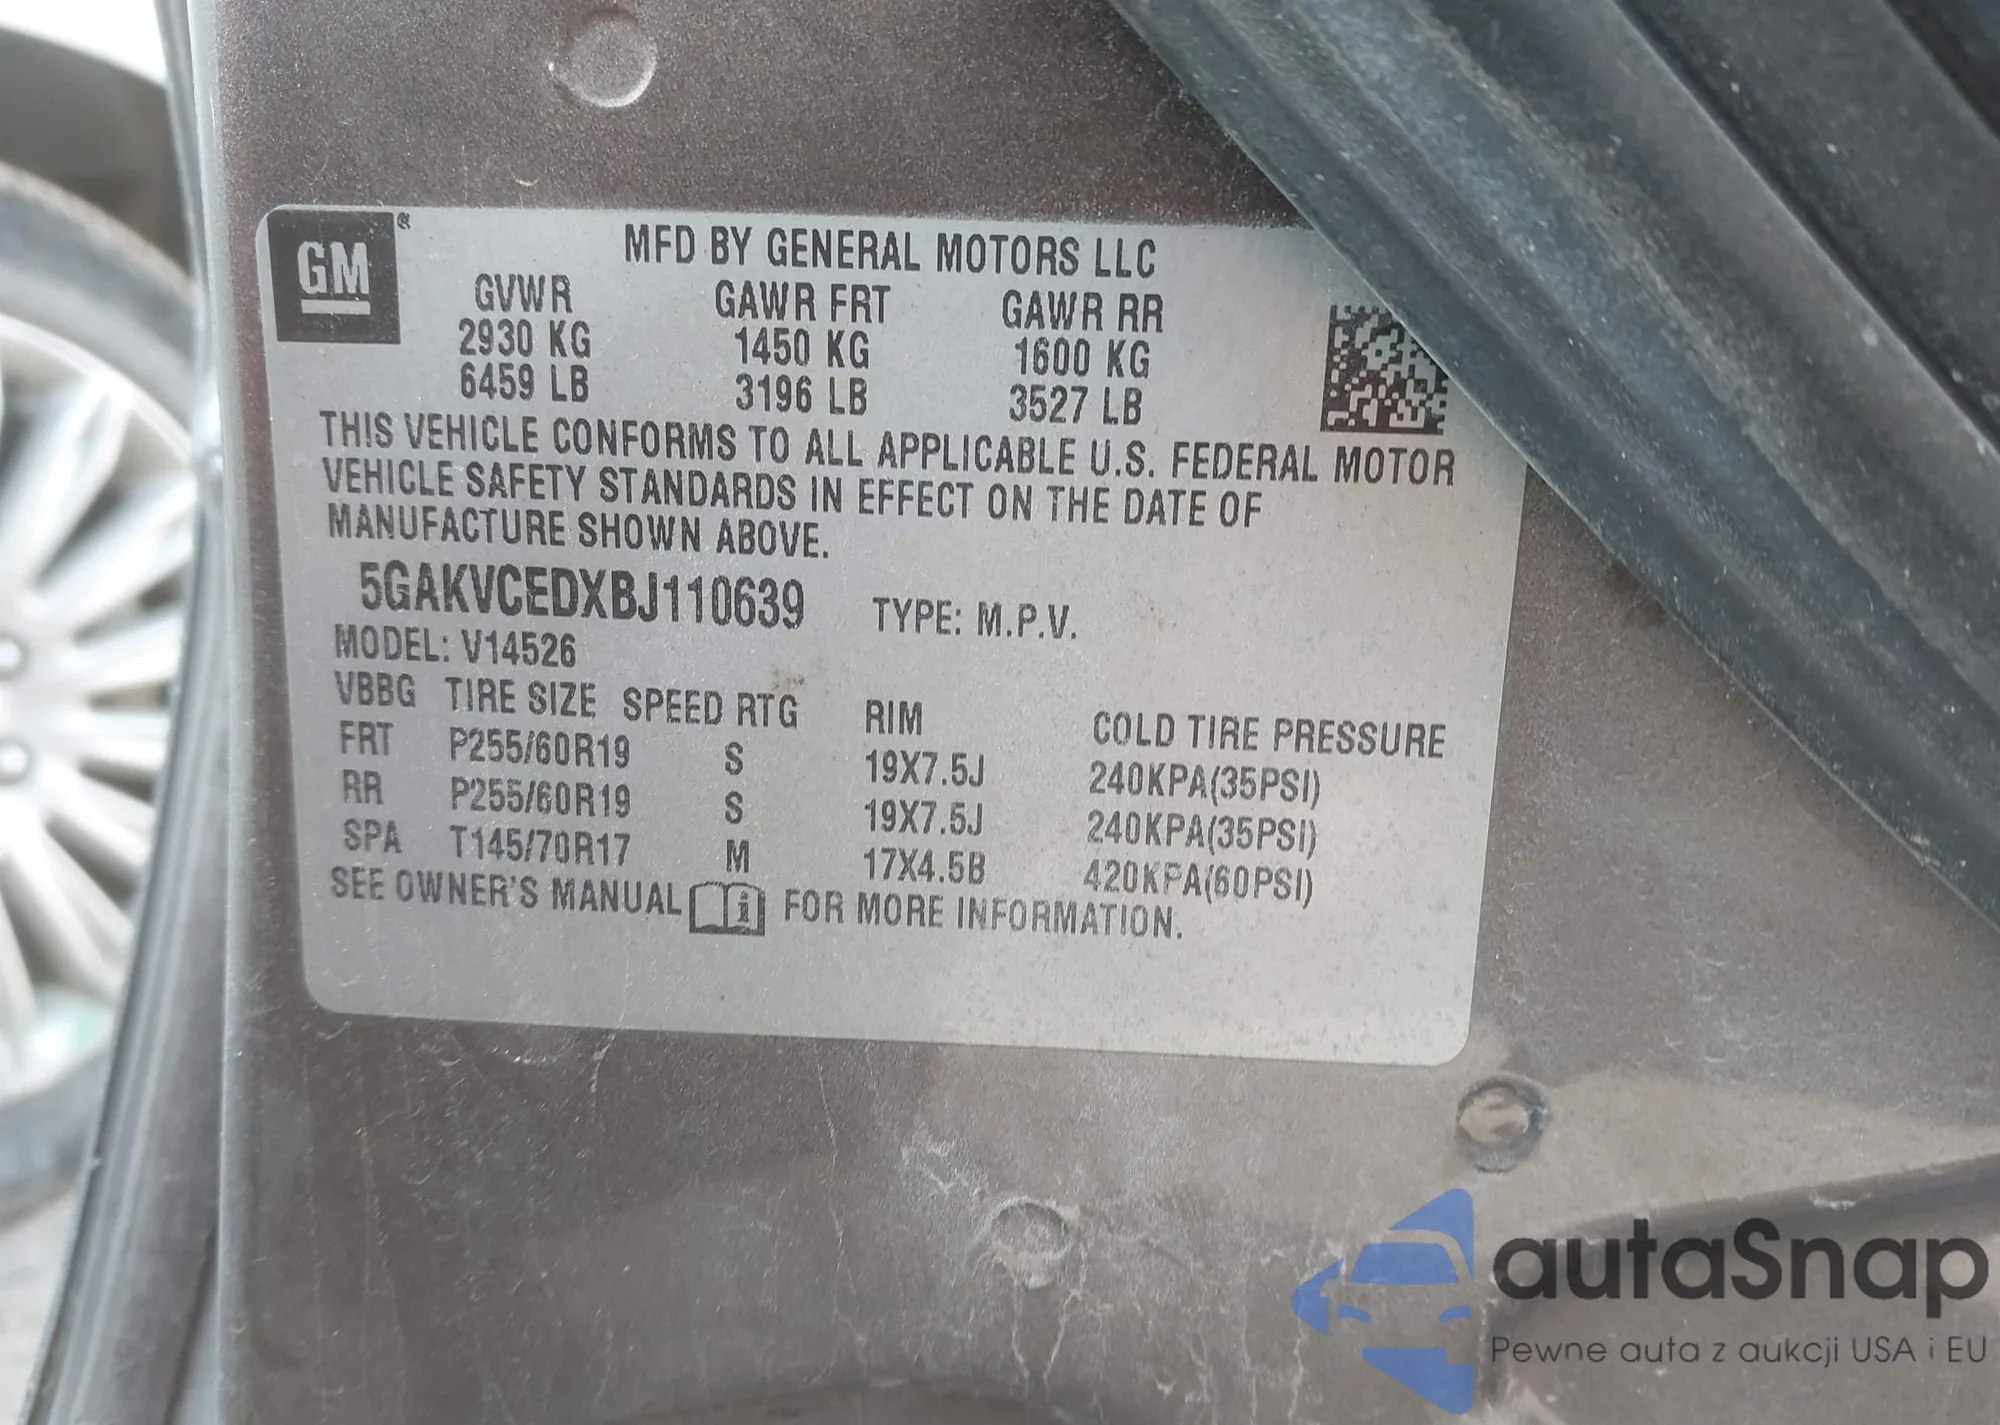 GM®
MFD BY GENERAL MOTORS LLC
GVWR GAWR FRT GAWR RR
2930 KG 1450 KG 1600 KG
6459 LB 3196 LB 3527 LB
THIS VEHICLE CONFORMS TO ALL APPLICABLE U.S. FEDERAL MOTOR
VEHICLE SAFETY STANDARDS IN EFFECT ON THE DATE OF
MANUFACTURE SHOWN ABOVE.
5GAKVCEDXBJ110639 TYPE: M.P.V.
MODEL: V14526
VBBG TIRE SIZE SPEED RTG RIM COLD TIRE PRESSURE
FRT P255/60R19 S 19X7.5J 240KPA(35PSI)
RR P255/60R19 S 19X7.5J 240KPA(35PSI)
SPA T145/70R17 M 17X4.5B 420KPA(60PSI)
SEE OWNER'S MANUAL i FOR MORE INFORMATION.
autaSnap
Pewne auta z aukcji USA i EU